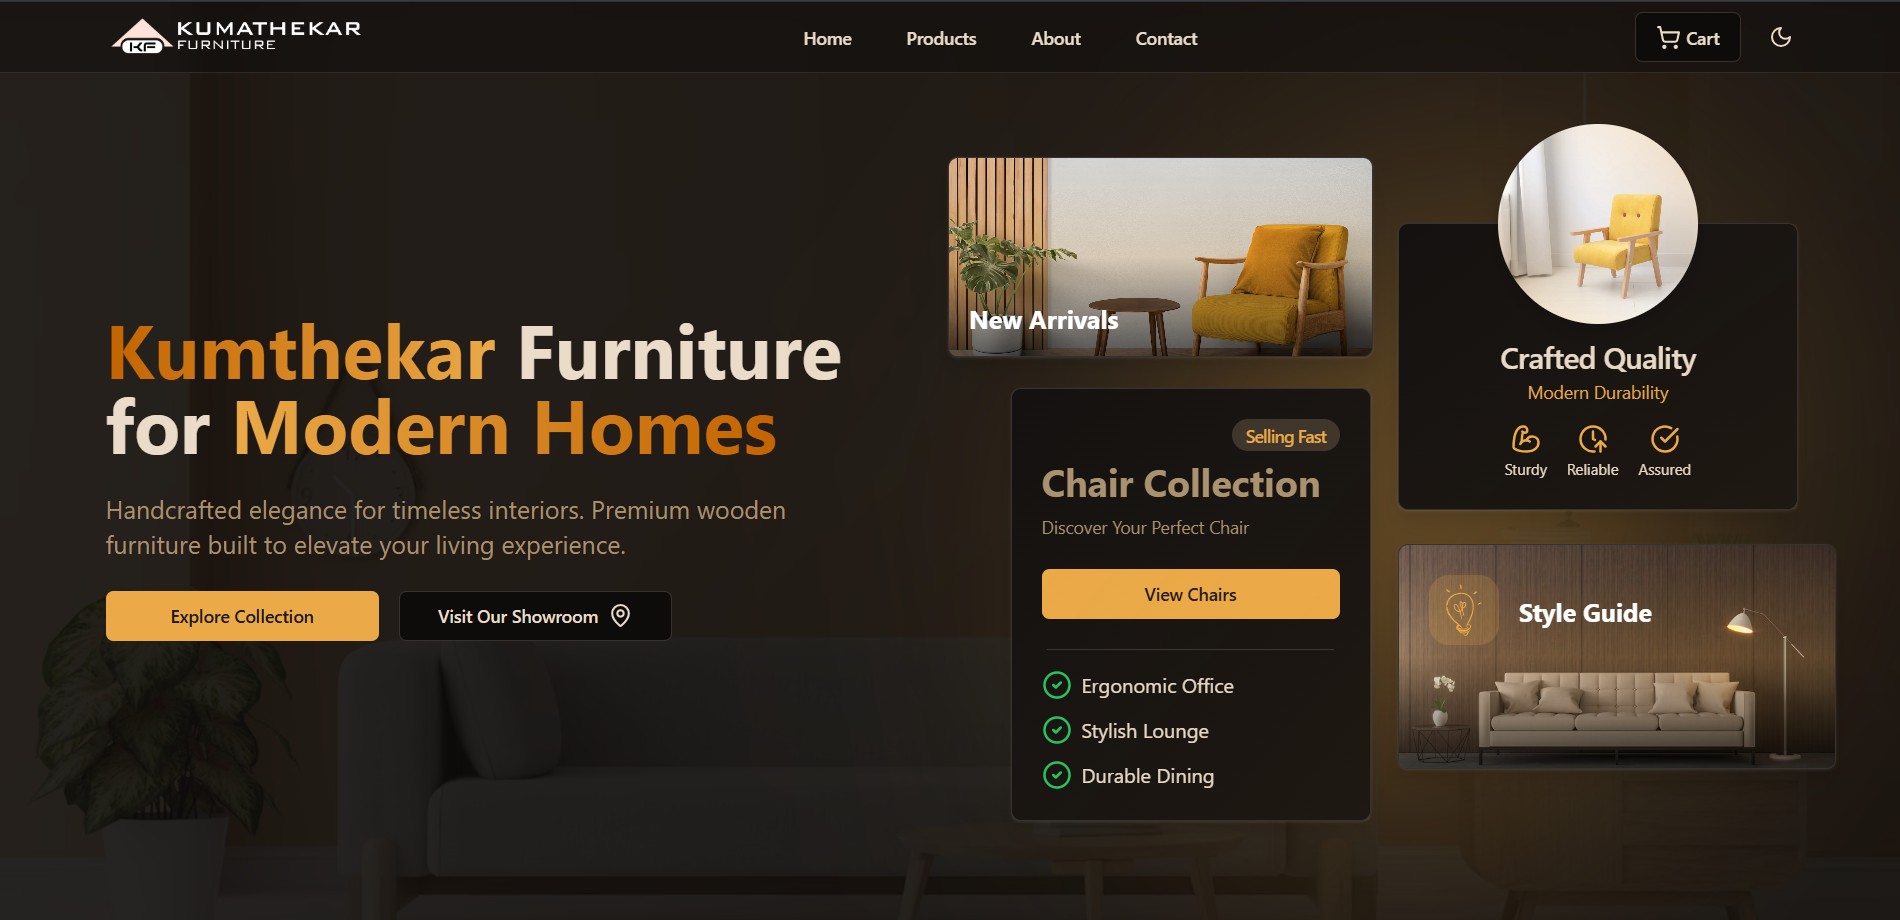 KUMATHEKAR
FURNITURE
KF
Home
Products
About
Contact
Cart
Kumthekar Furniture
for Modern Homes
Handcrafted elegance for timeless interiors. Premium wooden
furniture built to elevate your living experience.
Explore Collection
Visit Our Showroom
New Arrivals
Selling Fast
Chair Collection
Discover Your Perfect Chair
View Chairs
Ergonomic Office
Stylish Lounge
Durable Dining
Crafted Quality
Modern Durability
Sturdy
Reliable
Assured
Style Guide